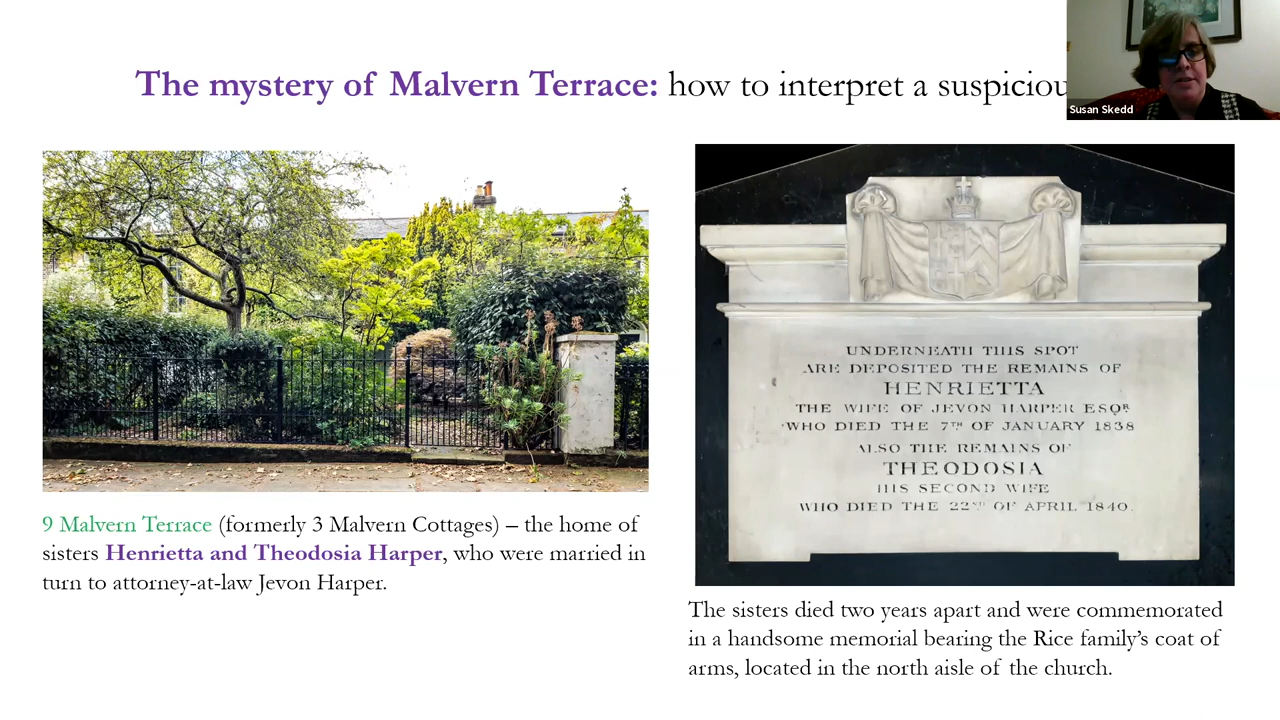 The mystery of Malvern Terrace: how to interpret a suspiciou
Susan Skedd
9 Malvern Terrace (formerly 3 Malvern Cottages) – the home of
sisters Henrietta and Theodosia Harper, who were married in
turn to attorney-at-law Jevon Harper.
UNDERNEATH THIS SPOT
ARE DEPOSITED THE REMAINS OF
HENRIETTA
THE WIFE OF JEVON HARPER ESQR
WHO DIED THE 7TH OF JANUARY 1838
ALSO THE REMAINS OF
THEODOSIA
HIS SECOND WIFE
WHO DIED THE 22ND OF APRIL 1840.
The sisters died two years apart and were commemorated
in a handsome memorial bearing the Rice family’s coat of
arms, located in the north aisle of the church.